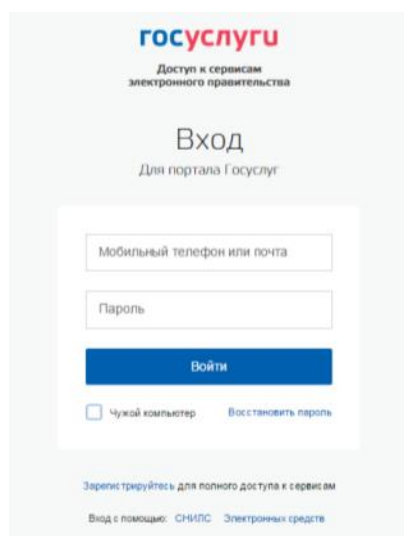 госуслуги
Доступ к сервисам
электронного правительства
Вход
Для портала Госуслуг
Мобильный телефон или почта
Пароль
Войти
Чужой компьютер Восстановить пароль
Зарегистрируйтесь для полного доступа к сервисам
Вход с помощью: СНИЛС Электронных средств